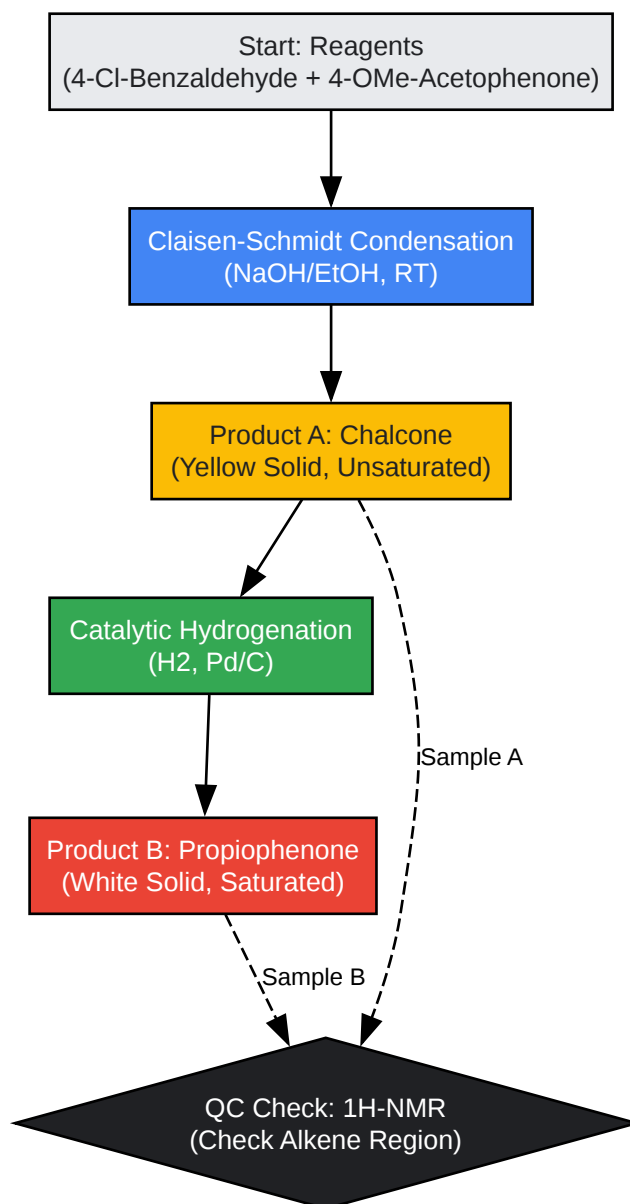 Start: Reagents
(4-Cl-Benzaldehyde + 4-OMe-Acetophenone)
Claisen-Schmidt Condensation
(NaOH/EtOH, RT)
Product A: Chalcone
(Yellow Solid, Unsaturated)
Catalytic Hydrogenation
(H2, Pd/C)
Sample A
Product B: Propiophenone
(White Solid, Saturated)
Sample B
QC Check: 1H-NMR
(Check Alkene Region)